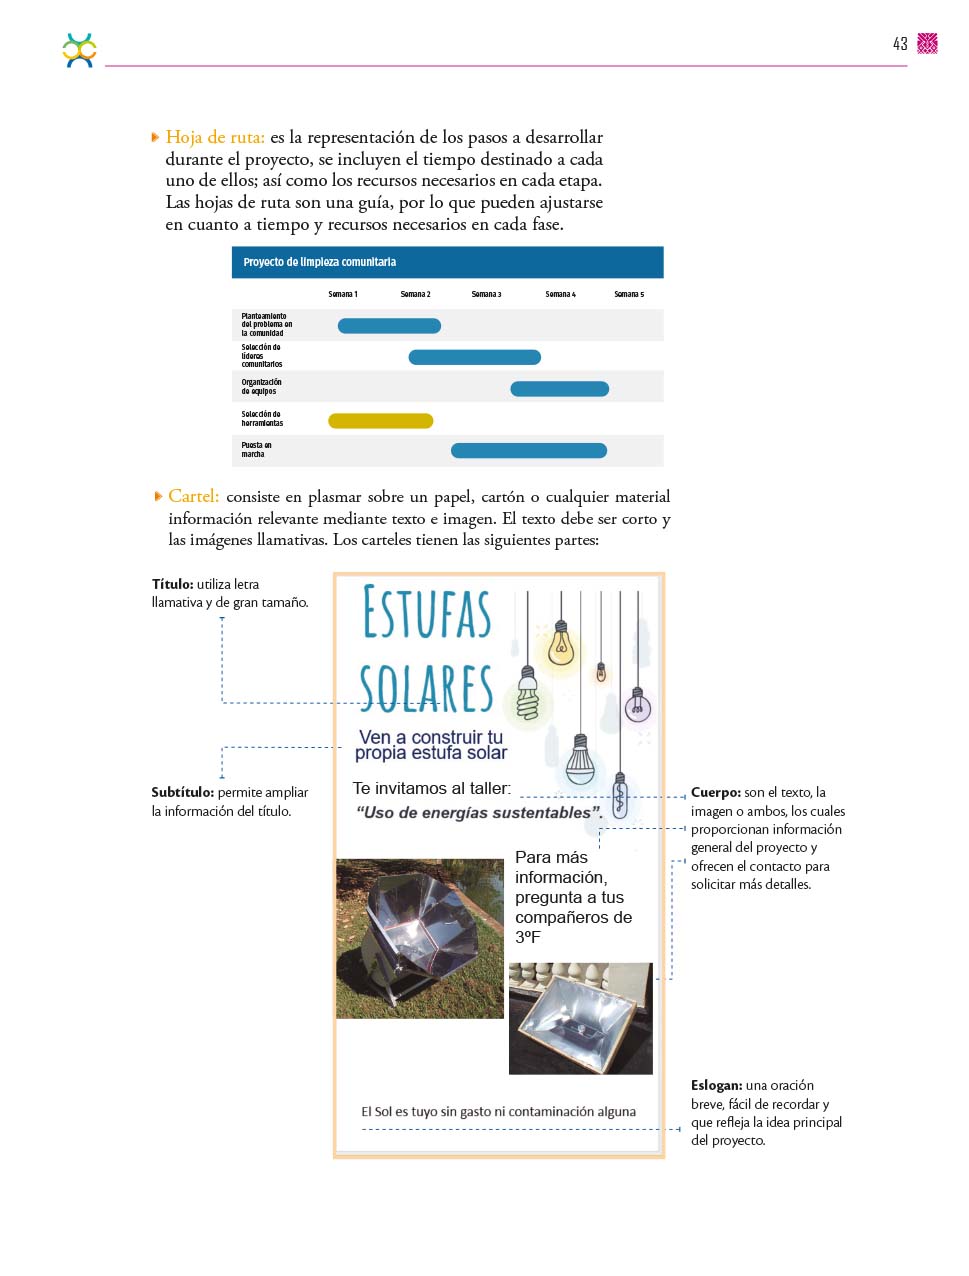 43
Hoja de ruta: es la representación de los pasos a desarrollar
durante el proyecto, se incluyen el tiempo destinado a cada
uno de ellos; así como los recursos necesarios en cada etapa.
Las hojas de ruta son una guía, por lo que pueden ajustarse
en cuanto a tiempo y recursos necesarios en cada fase.
Proyecto de limpieza comunitaria
Semana 1 Semana 2 Semana 3 Semana 4 Semana 5
Planteamiento
del problema en
la comunidad
Selección de
líderes
comunitarios
Organización
de equipos
Selección de
herramientas
Puesta en
marcha
Cartel: consiste en plasmar sobre un papel, cartón o cualquier material
información relevante mediante texto e imagen. El texto debe ser corto y
las imágenes llamativas. Los carteles tienen las siguientes partes:
Título: utiliza letra
llamativa y de gran tamaño.
Subtítulo: permite ampliar
la información del título.
ESTUFAS
SOLARES
Ven a construir tu
propia estufa solar
Te invitamos al taller:
“Uso de energías sustentables”.
Para más
información,
pregunta a tus
compañeros de
3ºF
El Sol es tuyo sin gasto ni contaminación alguna
Cuerpo: son el texto, la
imagen o ambos, los cuales
proporcionan información
general del proyecto y
ofrecen el contacto para
solicitar más detalles.
Eslogan: una oración
breve, fácil de recordar y
que refleja la idea principal
del proyecto.